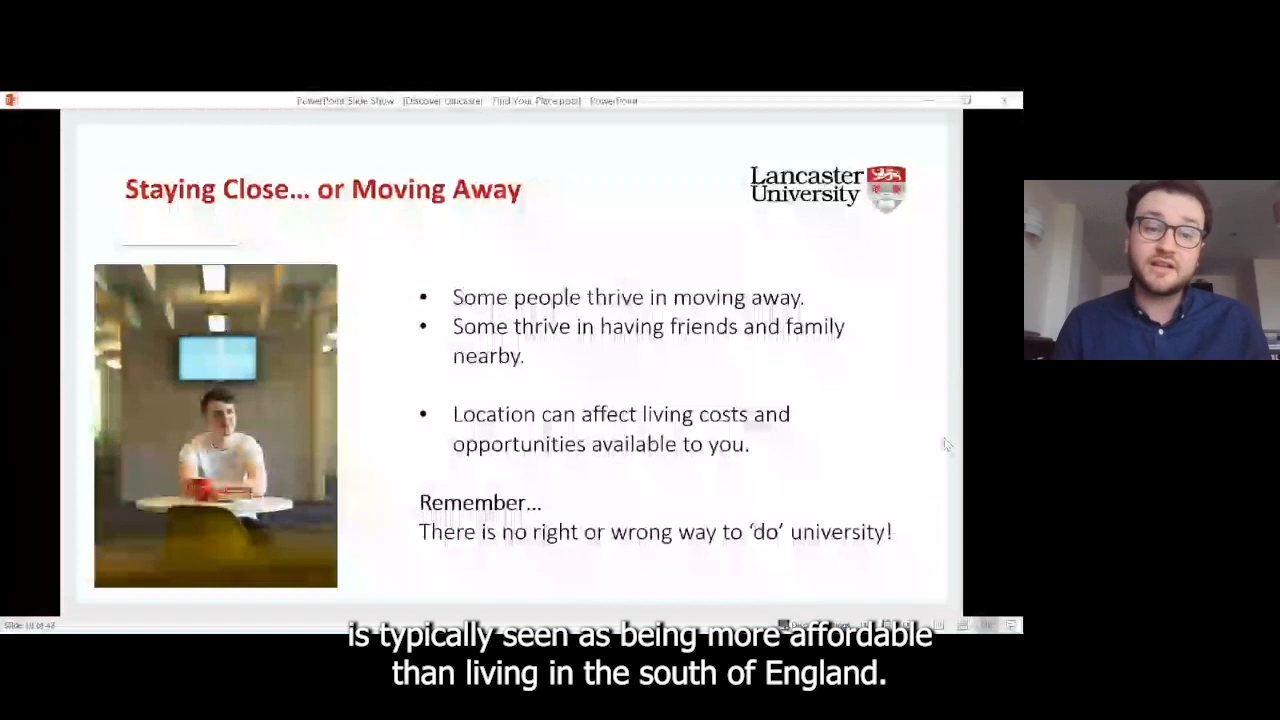 PowerPoint Slide Show - [Discover Lancaster - Find Your Place post] - PowerPoint
Staying Close... or Moving Away
Lancaster
University
• Some people thrive in moving away.
• Some thrive in having friends and family
nearby.
• Location can affect living costs and
opportunities available to you.
Remember...
There is no right or wrong way to ‘do’ university!
is typically seen as being more affordable
than living in the south of England.